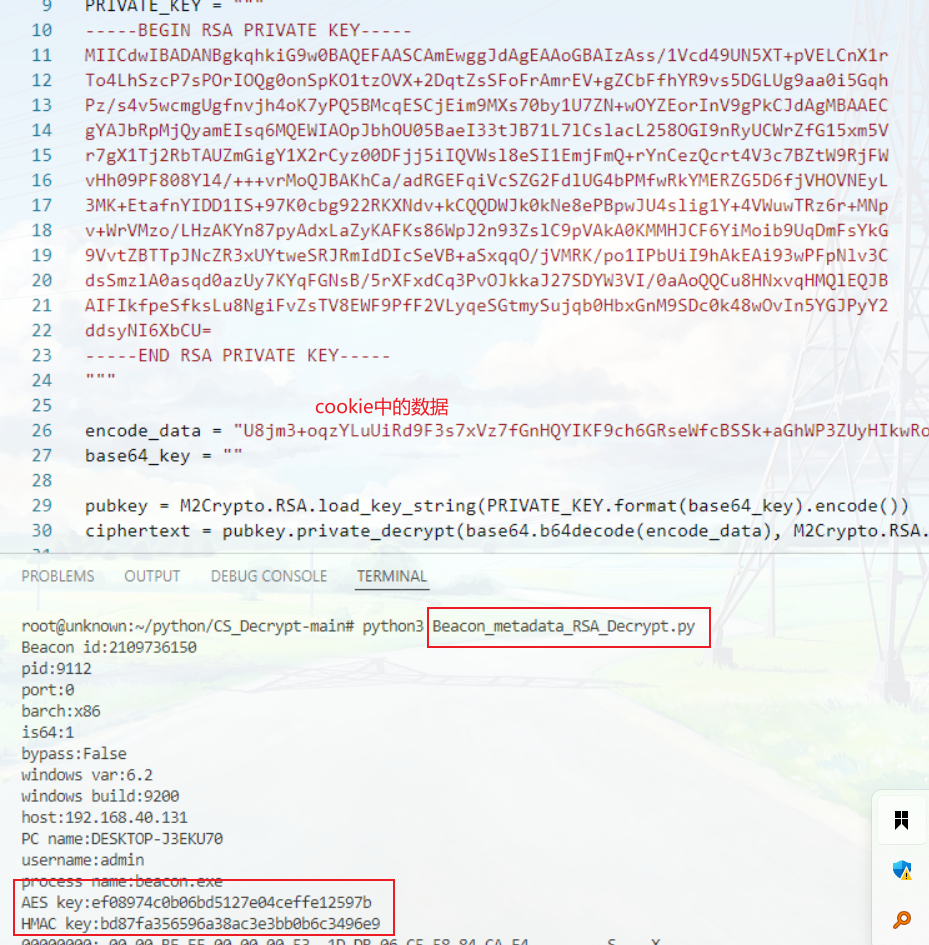 9 PRIVATE_KEY = """
10 -----BEGIN RSA PRIVATE KEY-----
11 MIICdwIBADANBgkqhkiG9w0BAQEFAASCAmEwggJdAgEAAoGBAIzAss/1Vcd49UN5XT+pVELCnX1r
12 To4LhSzcP7sPOrIOQg0onSpKO1tzOVX+2DqtZsSFoFrAmrEV+gZCbFfhYR9vs5DGLUg9aa0i5Gqh
13 Pz/s4v5wcmgUgfnvjh4oK7yPQ5BMcqESCjEim9MXs70by1U7ZN+wOYZEorInV9gPkCJdAgMBAAEC
14 gYAJbRpMjQyamEIsq6MQEWIAOpJbhOU05BaeI33tJB71L7lCslacL258OGI9nRyUCWrZfG15xm5V
15 r7gX1Tj2RbTAUZmGigY1X2rCyz00DFjj5iIQVWsl8eSI1EmjFmQ+rYnCezQcrt4V3c7BZtW9RjFW
16 vHh09PF808Yl4/+++vrMoQJBAKhCa/adRGEFqiVcSZG2FdlUG4bPMfwRkYMERZG5D6fjVHOVNEyL
17 3MK+EtafnYIDD1IS+97K0cbg922RKXNdv+kCQQDWJk0kNe8ePBpwJU4slig1Y+4VWuwTRz6r+MNp
18 v+WrVMzo/LHzAKYn87pyAdxLaZyKAFKs86WpJ2n93ZslC9pVAkA0KMMHJCF6YiMoib9UqDmFsYkG
19 9VvtZBTTpJNcZR3xUYtweSRJRmIdDIcSeVB+aSxqqO/jVMRK/po1IPbUiI9hAkEAi93wPFpNlv3C
20 dsSmzlA0asqd0azUy7KYqFGNsB/5rXFxdCq3PvOJkkaJ27SDYW3VI/0aAoQQCu8HNxvqHMQlEQJB
21 AIFIkfpeSfksLu8NgiFvZsTV8EWF9PfF2VLyqeSGtmySujqb0HbxGnM9SDc0k48wOvIn5YGJPyY2
22 ddsyNI6XbCU=
23 -----END RSA PRIVATE KEY-----
24 """
25
cookie中的数据
26 encode_data = "U8jm3+oqzYLuUiRd9F3s7xVz7fGnHQYIKF9ch6GRseWfcBSSk+aGhWP3ZUyHIkwRo
27 base64_key = ""
28
29 pubkey = M2Crypto.RSA.load_key_string(PRIVATE_KEY.format(base64_key).encode())
30 ciphertext = pubkey.private_decrypt(base64.b64decode(encode_data), M2Crypto.RSA.
PROBLEMS OUTPUT DEBUG CONSOLE TERMINAL
root@unknown:~/python/CS_Decrypt-main# python3 Beacon_metadata_RSA_Decrypt.py
Beacon id:2109736150
pid:9112
port:0
barch:x86
is64:1
bypass:False
windows var:6.2
windows build:9200
host:192.168.40.131
PC name:DESKTOP-J3EKU70
username:admin
process name:beacon.exe
AES key:ef08974c0b06bd5127e04ceffe12597b
HMAC key:bd87fa356596a38ac3e3bb0b6c3496e9